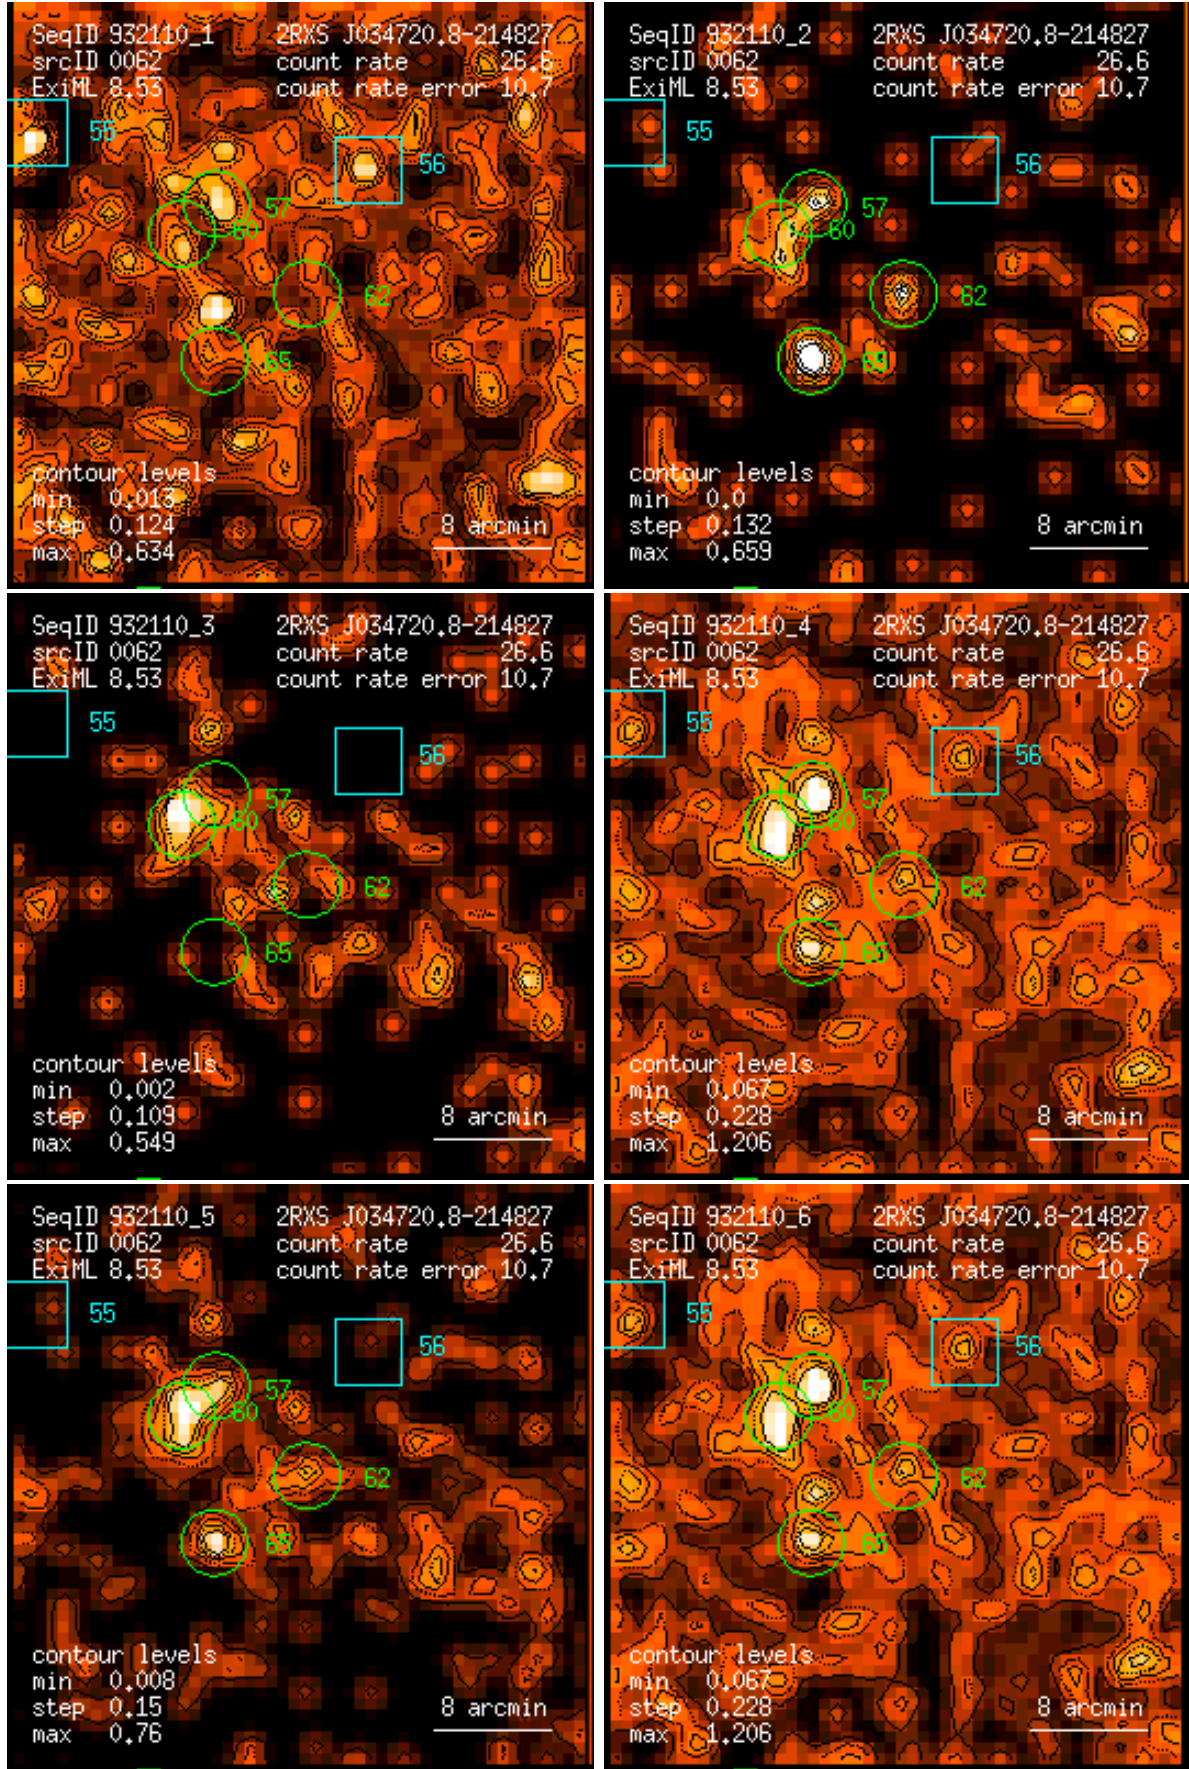 SeqID 932110_1 2RXS J034720.8-214827
srcID 0062 count rate 26.6
ExiML 8.53 count rate error 10.7
55
56
57
60
62
65
contour levels
min 0.013
step 0.124
max 0.634
8 arcmin
SeqID 932110_2 2RXS J034720.8-214827
srcID 0062 count rate 26.6
ExiML 8.53 count rate error 10.7
55
56
57
60
62
65
contour levels
min 0.0
step 0.132
max 0.659
8 arcmin
SeqID 932110_3 2RXS J034720.8-214827
srcID 0062 count rate 26.6
ExiML 8.53 count rate error 10.7
55
56
57
60
62
65
contour levels
min 0.002
step 0.109
max 0.549
8 arcmin
SeqID 932110_4 2RXS J034720.8-214827
srcID 0062 count rate 26.6
ExiML 8.53 count rate error 10.7
55
56
57
60
62
65
contour levels
min 0.067
step 0.228
max 1.206
8 arcmin
SeqID 932110_5 2RXS J034720.8-214827
srcID 0062 count rate 26.6
ExiML 8.53 count rate error 10.7
55
56
57
60
62
65
contour levels
min 0.008
step 0.15
max 0.76
8 arcmin
SeqID 932110_6 2RXS J034720.8-214827
srcID 0062 count rate 26.6
ExiML 8.53 count rate error 10.7
55
56
57
60
62
65
contour levels
min 0.067
step 0.228
max 1.206
8 arcmin